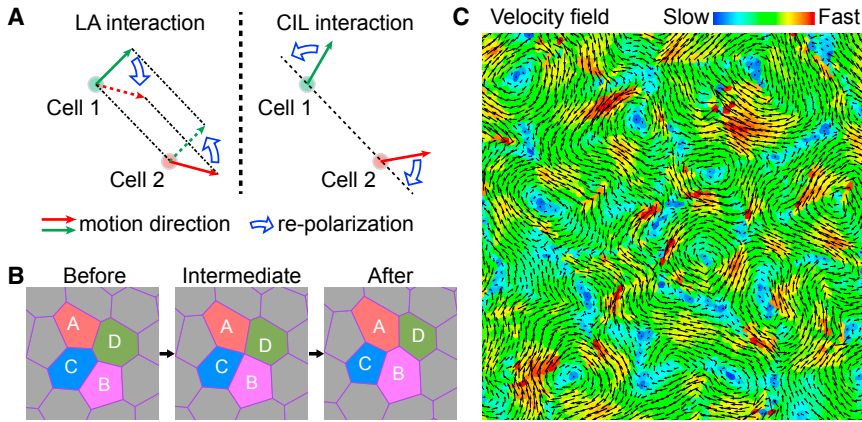 A
LA interaction
Cell 1
Cell 2
CIL interaction
Cell 1
Cell 2
motion direction
re-polarization
B
Before
Intermediate
After
A
D
C
B
A
D
C
B
A
D
C
B
C
Velocity field
Slow
Fast